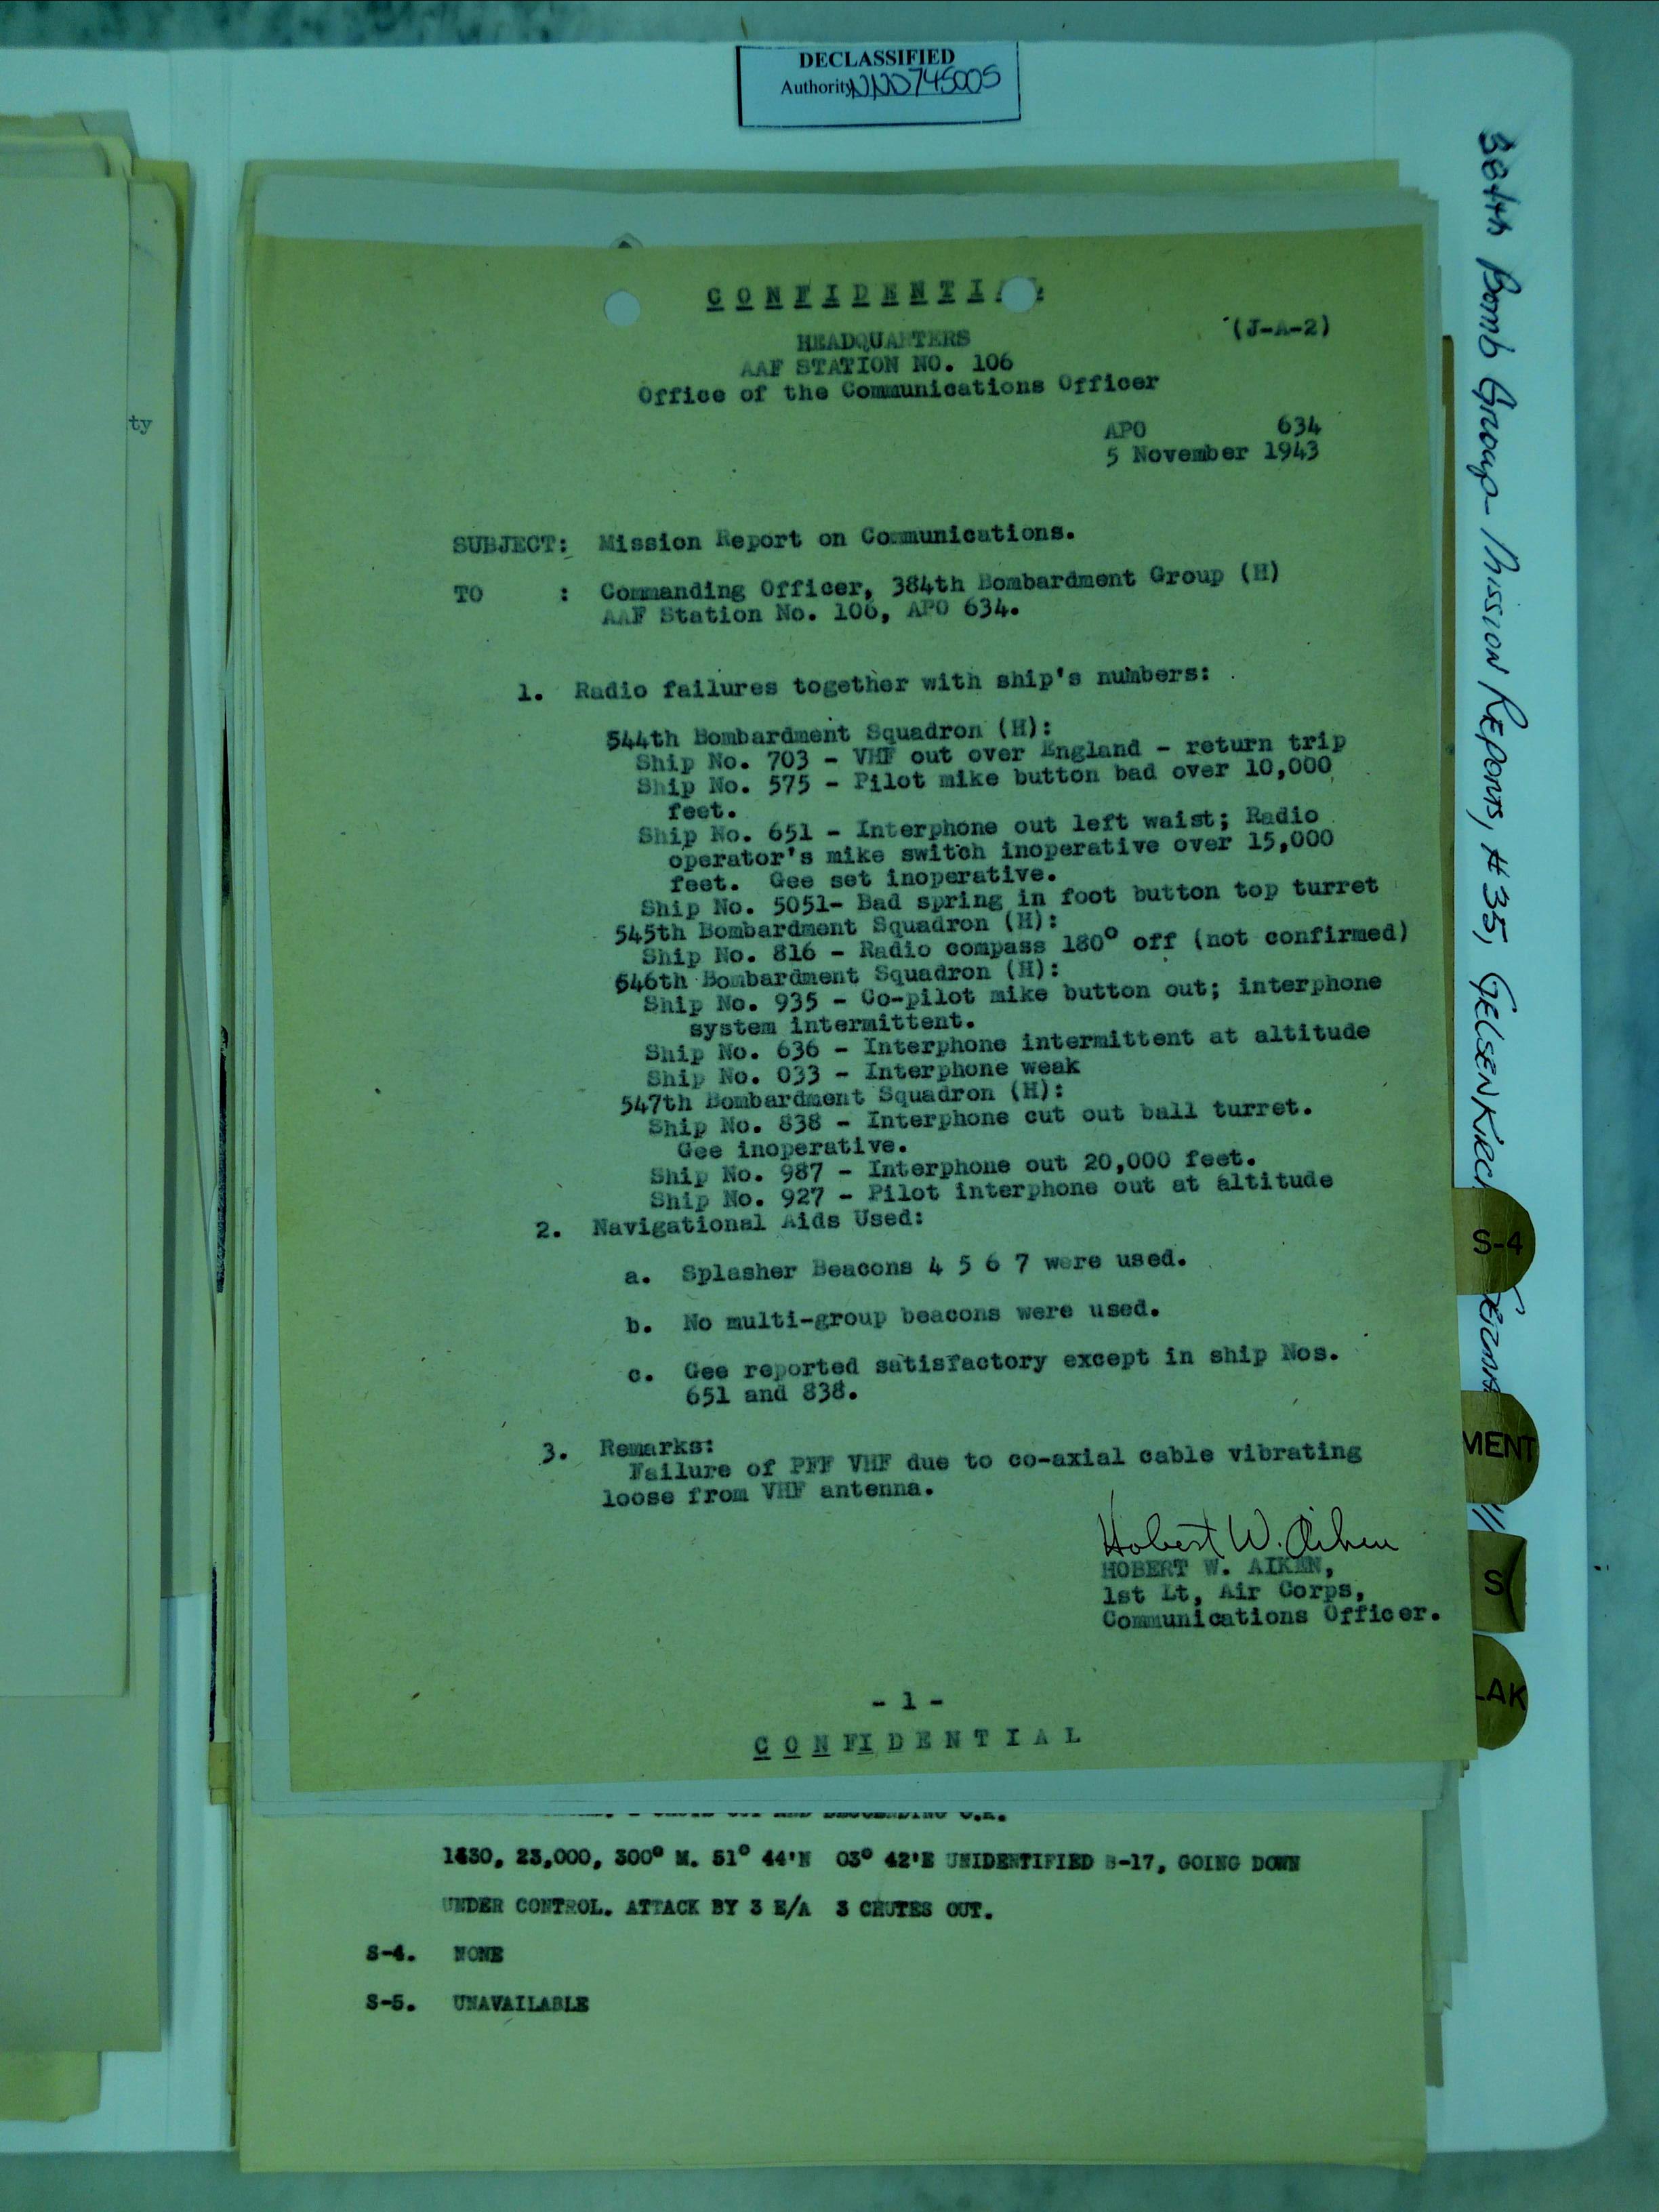 DECLASSIFIED
Authority NND745005
ty
CONFIDENTIAL
(J-A-2)
HEADQUARTERS
AAF STATION NO. 106
Office of the Communications Officer
APO 634
5 November 1943
SUBJECT: Mission Report on Communications.
TO : Commanding Officer, 384th Bombardment Group (H)
AAF Station No. 106, APO 634.
1. Radio failures together with ship's numbers:
544th Bombardment Squadron (H):
Ship No. 703 - VHF out over England - return trip
Ship No. 575 - Pilot mike button bad over 10,000
feet.
Ship No. 651 - Interphone out left waist; Radio
operator's mike switch inoperative over 15,000
feet. Gee set inoperative.
Ship No. 5051- Bad spring in foot button top turret
545th Bombardment Squadron (H):
Ship No. 816 - Radio compass 180° off (not confirmed)
546th Bombardment Squadron (H):
Ship No. 935 - Co-pilot mike button out; interphone
system intermittent.
Ship No. 636 - Interphone intermittent at altitude
Ship No. 033 - Interphone weak
547th Bombardment Squadron (H):
Ship No. 838 - Interphone cut out ball turret.
Gee inoperative.
Ship No. 987 - Interphone out 20,000 feet.
Ship No. 927 - Pilot interphone out at altitude
2. Navigational Aids Used:
a. Splasher Beacons 4 5 6 7 were used.
b. No multi-group beacons were used.
c. Gee reported satisfactory except in ship Nos.
651 and 838.
3. Remarks:
Failure of PFF VHF due to co-axial cable vibrating
loose from VHF antenna.
Hobert W. Aiken
HOBERT W. AIKEN,
1st Lt, Air Corps,
Communications Officer.
- 1 -
CONFIDENTIAL
1430, 23,000, 300° M. 51° 44'N 03° 42'E UNIDENTIFIED B-17, GOING DOWN
UNDER CONTROL. ATTACK BY 3 E/A 3 CHUTES OUT.
S-4. NONE
S-5. UNAVAILABLE
384th Bomb Group - Mission Reports, #35, GELSENKIRC
S-4
MENT
S
LAK